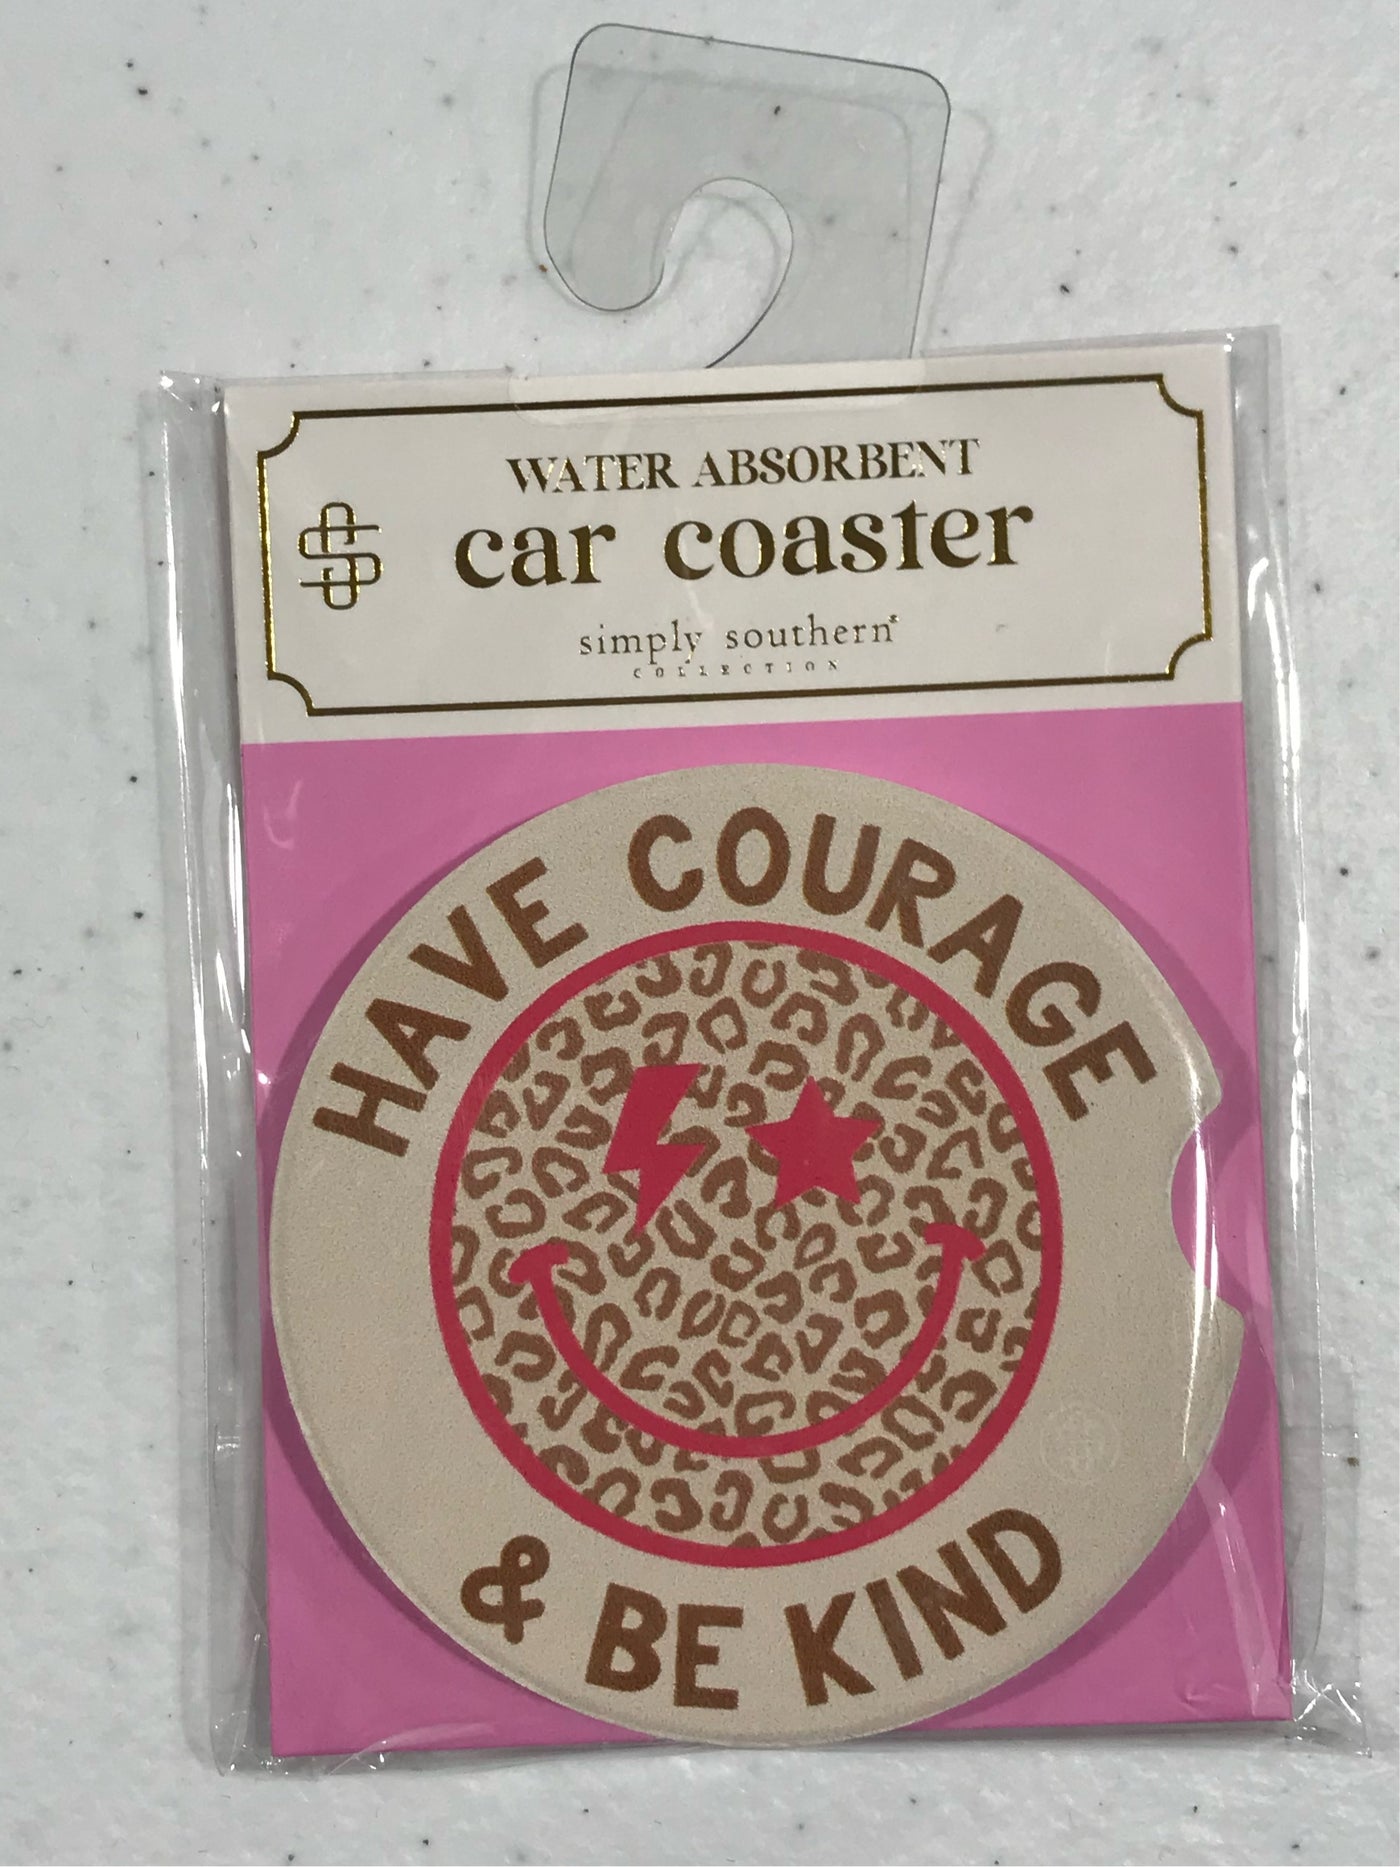 WATER ABSORBENT
car coaster
simply southern
COLLECTION
HAVE COURAGE
& BE KIND